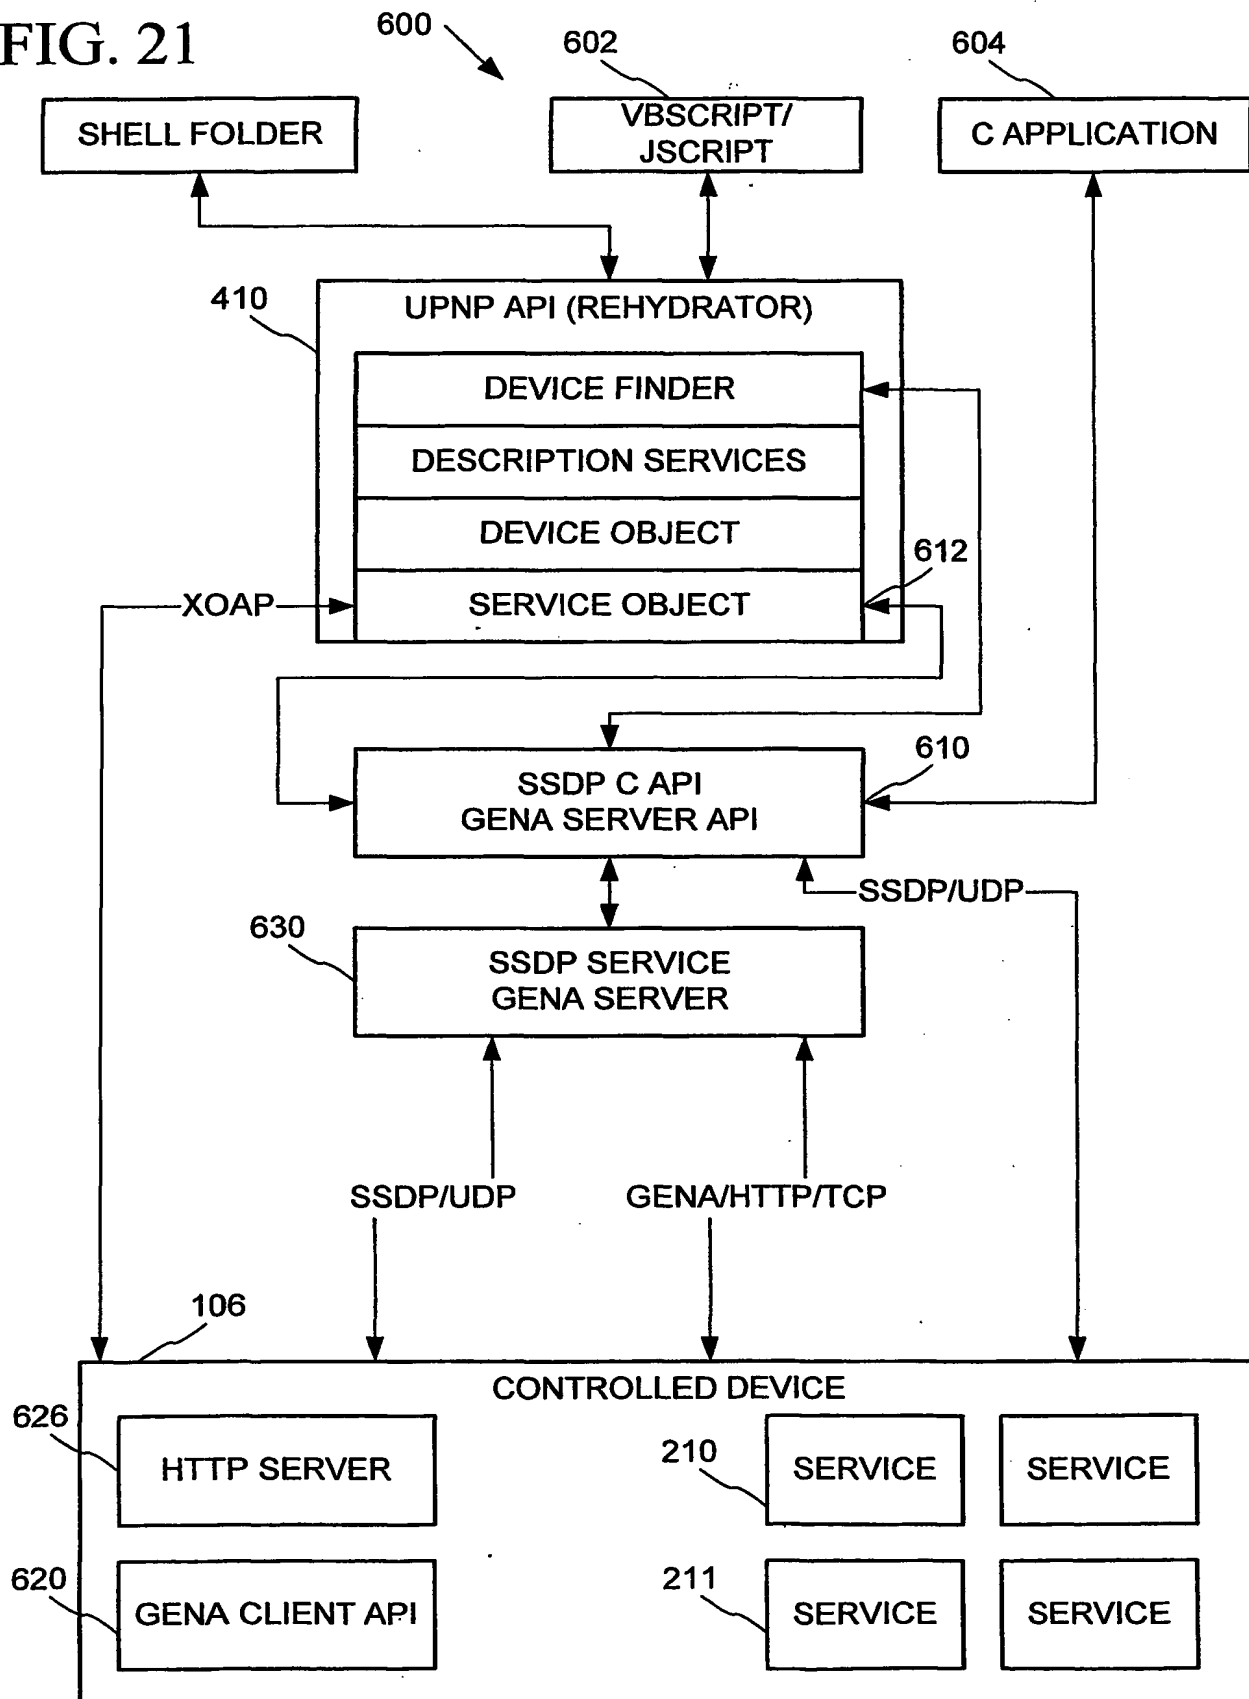 FIG. 21
600
602
604
SHELL FOLDER
VBSCRIPT/
JSCRIPT
C APPLICATION
410
UPNP API (REHYDRATOR)
DEVICE FINDER
DESCRIPTION SERVICES
DEVICE OBJECT
612
XOAP
SERVICE OBJECT
610
SSDP C API
GENA SERVER API
SSDP/UDP
630
SSDP SERVICE
GENA SERVER
SSDP/UDP
GENA/HTTP/TCP
106
CONTROLLED DEVICE
626
HTTP SERVER
210
SERVICE
SERVICE
620
GENA CLIENT API
211
SERVICE
SERVICE